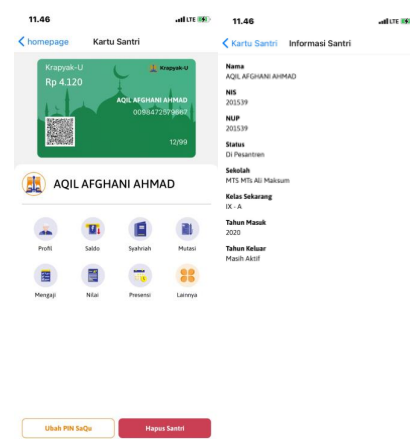 11.46
LTE
homepage
Kartu Santri
Krapyak-U
Krapyak-U
Rp 4.120
AQIL AFGHANI AHMAD
0098472579667
12/99
AQIL AFGHANI AHMAD
Profil
Saldo
Syahriah
Mutasi
Mengaji
Nilai
Presensi
Lainnya
Ubah PIN SaQu
Hapus Santri
11.46
LTE
Kartu Santri
Informasi Santri
Nama
AQIL AFGHANI AHMAD
NIS
201539
NUP
201539
Status
Di Pesantren
Sekolah
MTS MTs Ali Maksum
Kelas Sekarang
IX - A
Tahun Masuk
2020
Tahun Keluar
Masih Aktif